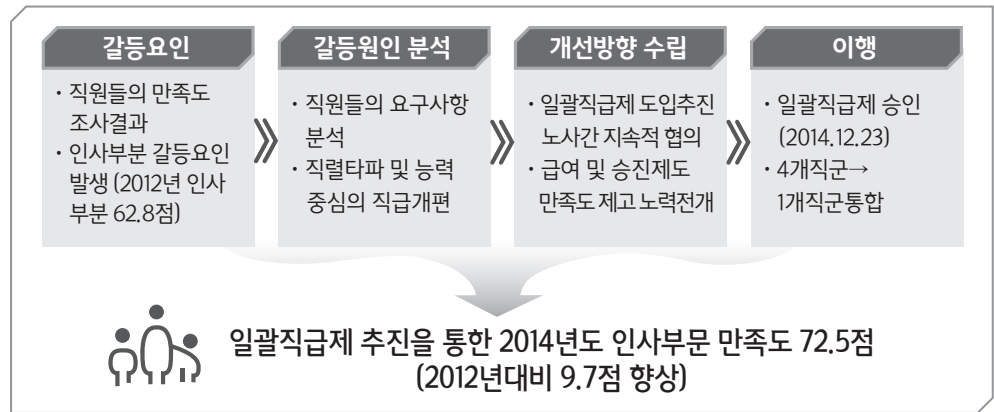 갈등요인
· 직원들의 만족도
조사결과
· 인사부분 갈등요인
발생 (2012년 인사
부분 62.8점)
갈등원인 분석
· 직원들의 요구사항
분석
· 직렬타파 및 능력
중심의 직급개편
개선방향 수립
· 일괄직급제 도입추진
노사간 지속적 협의
· 급여 및 승진제도
만족도 제고 노력전개
이행
· 일괄직급제 승인
(2014.12.23)
· 4개직군→
1개직군통합
일괄직급제 추진을 통한 2014년도 인사부문 만족도 72.5점
(2012년대비 9.7점 향상)